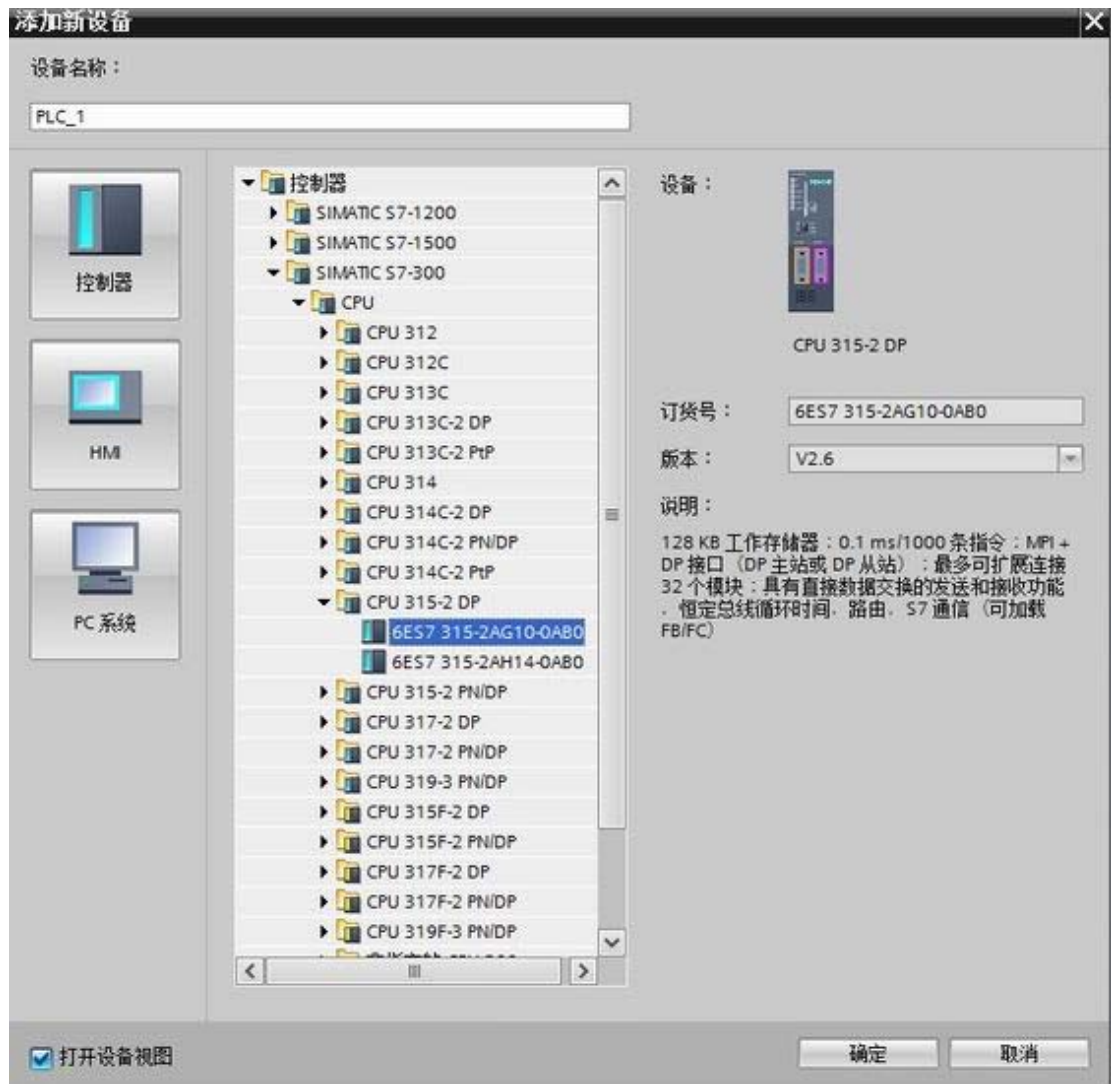 添加新设备
设备名称：
PLC_1
控制器
HMI
PC 系统
控制器
SIMATIC S7-1200
SIMATIC S7-1500
SIMATIC S7-300
CPU
CPU 312
CPU 312C
CPU 313C
CPU 313C-2 DP
CPU 313C-2 PtP
CPU 314
CPU 314C-2 DP
CPU 314C-2 PN/DP
CPU 314C-2 PtP
CPU 315-2 DP
6ES7 315-2AG10-0AB0
6ES7 315-2AH14-0AB0
CPU 315-2 PN/DP
CPU 317-2 DP
CPU 317-2 PN/DP
CPU 319-3 PN/DP
CPU 315F-2 DP
CPU 315F-2 PN/DP
CPU 317F-2 DP
CPU 317F-2 PN/DP
CPU 319F-3 PN/DP
设备：
CPU 315-2 DP
订货号：
6ES7 315-2AG10-0AB0
版本：
V2.6
说明：
128 KB 工作存储器；0.1 ms/1000 条指令；MPI +
DP 接口（DP 主站或 DP 从站）；最多可扩展连接
32 个模块；具有直接数据交换的发送和接收功能
，恒定总线循环时间，路由，S7 通信（可加载
FB/FC）
打开设备视图
确定
取消